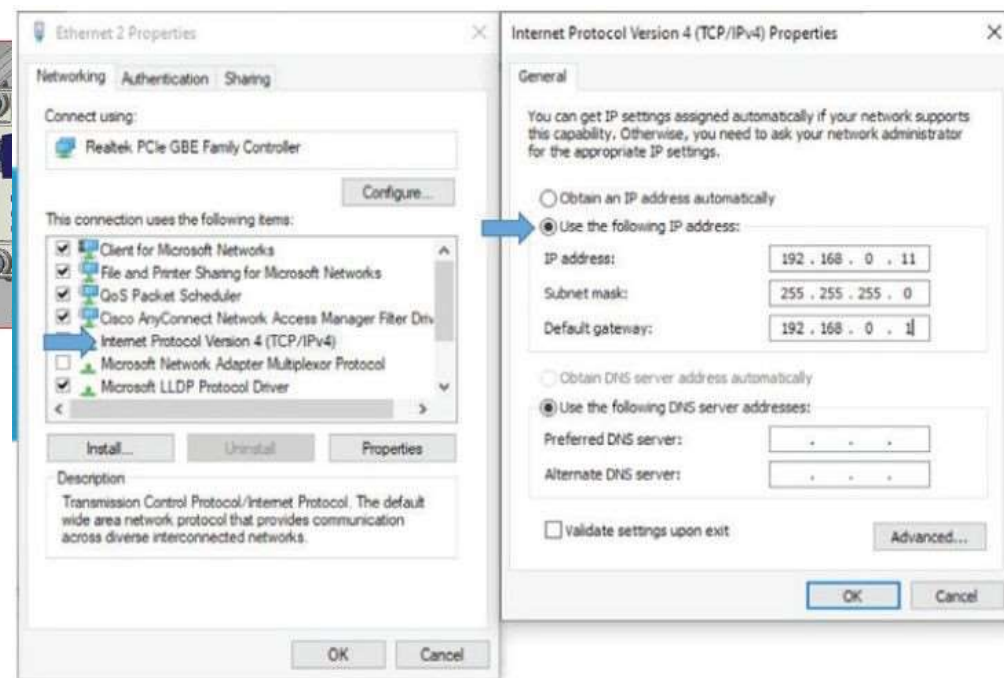 Ethernet 2 Properties
Networking Authentication Sharing
Connect using:
Realtek PCIe GBE Family Controller
Configure...
This connection uses the following items:
Client for Microsoft Networks
File and Printer Sharing for Microsoft Networks
QoS Packet Scheduler
Cisco AnyConnect Network Access Manager Filter Driv
Internet Protocol Version 4 (TCP/IPv4)
Microsoft Network Adapter Multiplexor Protocol
Microsoft LLDP Protocol Driver
Install... Uninstall Properties
Description
Transmission Control Protocol/Internet Protocol. The default
wide area network protocol that provides communication
across diverse interconnected networks.
OK Cancel
Internet Protocol Version 4 (TCP/IPv4) Properties
General
You can get IP settings assigned automatically if your network supports
this capability. Otherwise, you need to ask your network administrator
for the appropriate IP settings.
Obtain an IP address automatically
Use the following IP address:
IP address: 192 . 168 . 0 . 11
Subnet mask: 255 . 255 . 255 . 0
Default gateway: 192 . 168 . 0 . 1
Obtain DNS server address automatically
Use the following DNS server addresses:
Preferred DNS server: . . .
Alternate DNS server: . . .
Validate settings upon exit
Advanced...
OK Cancel